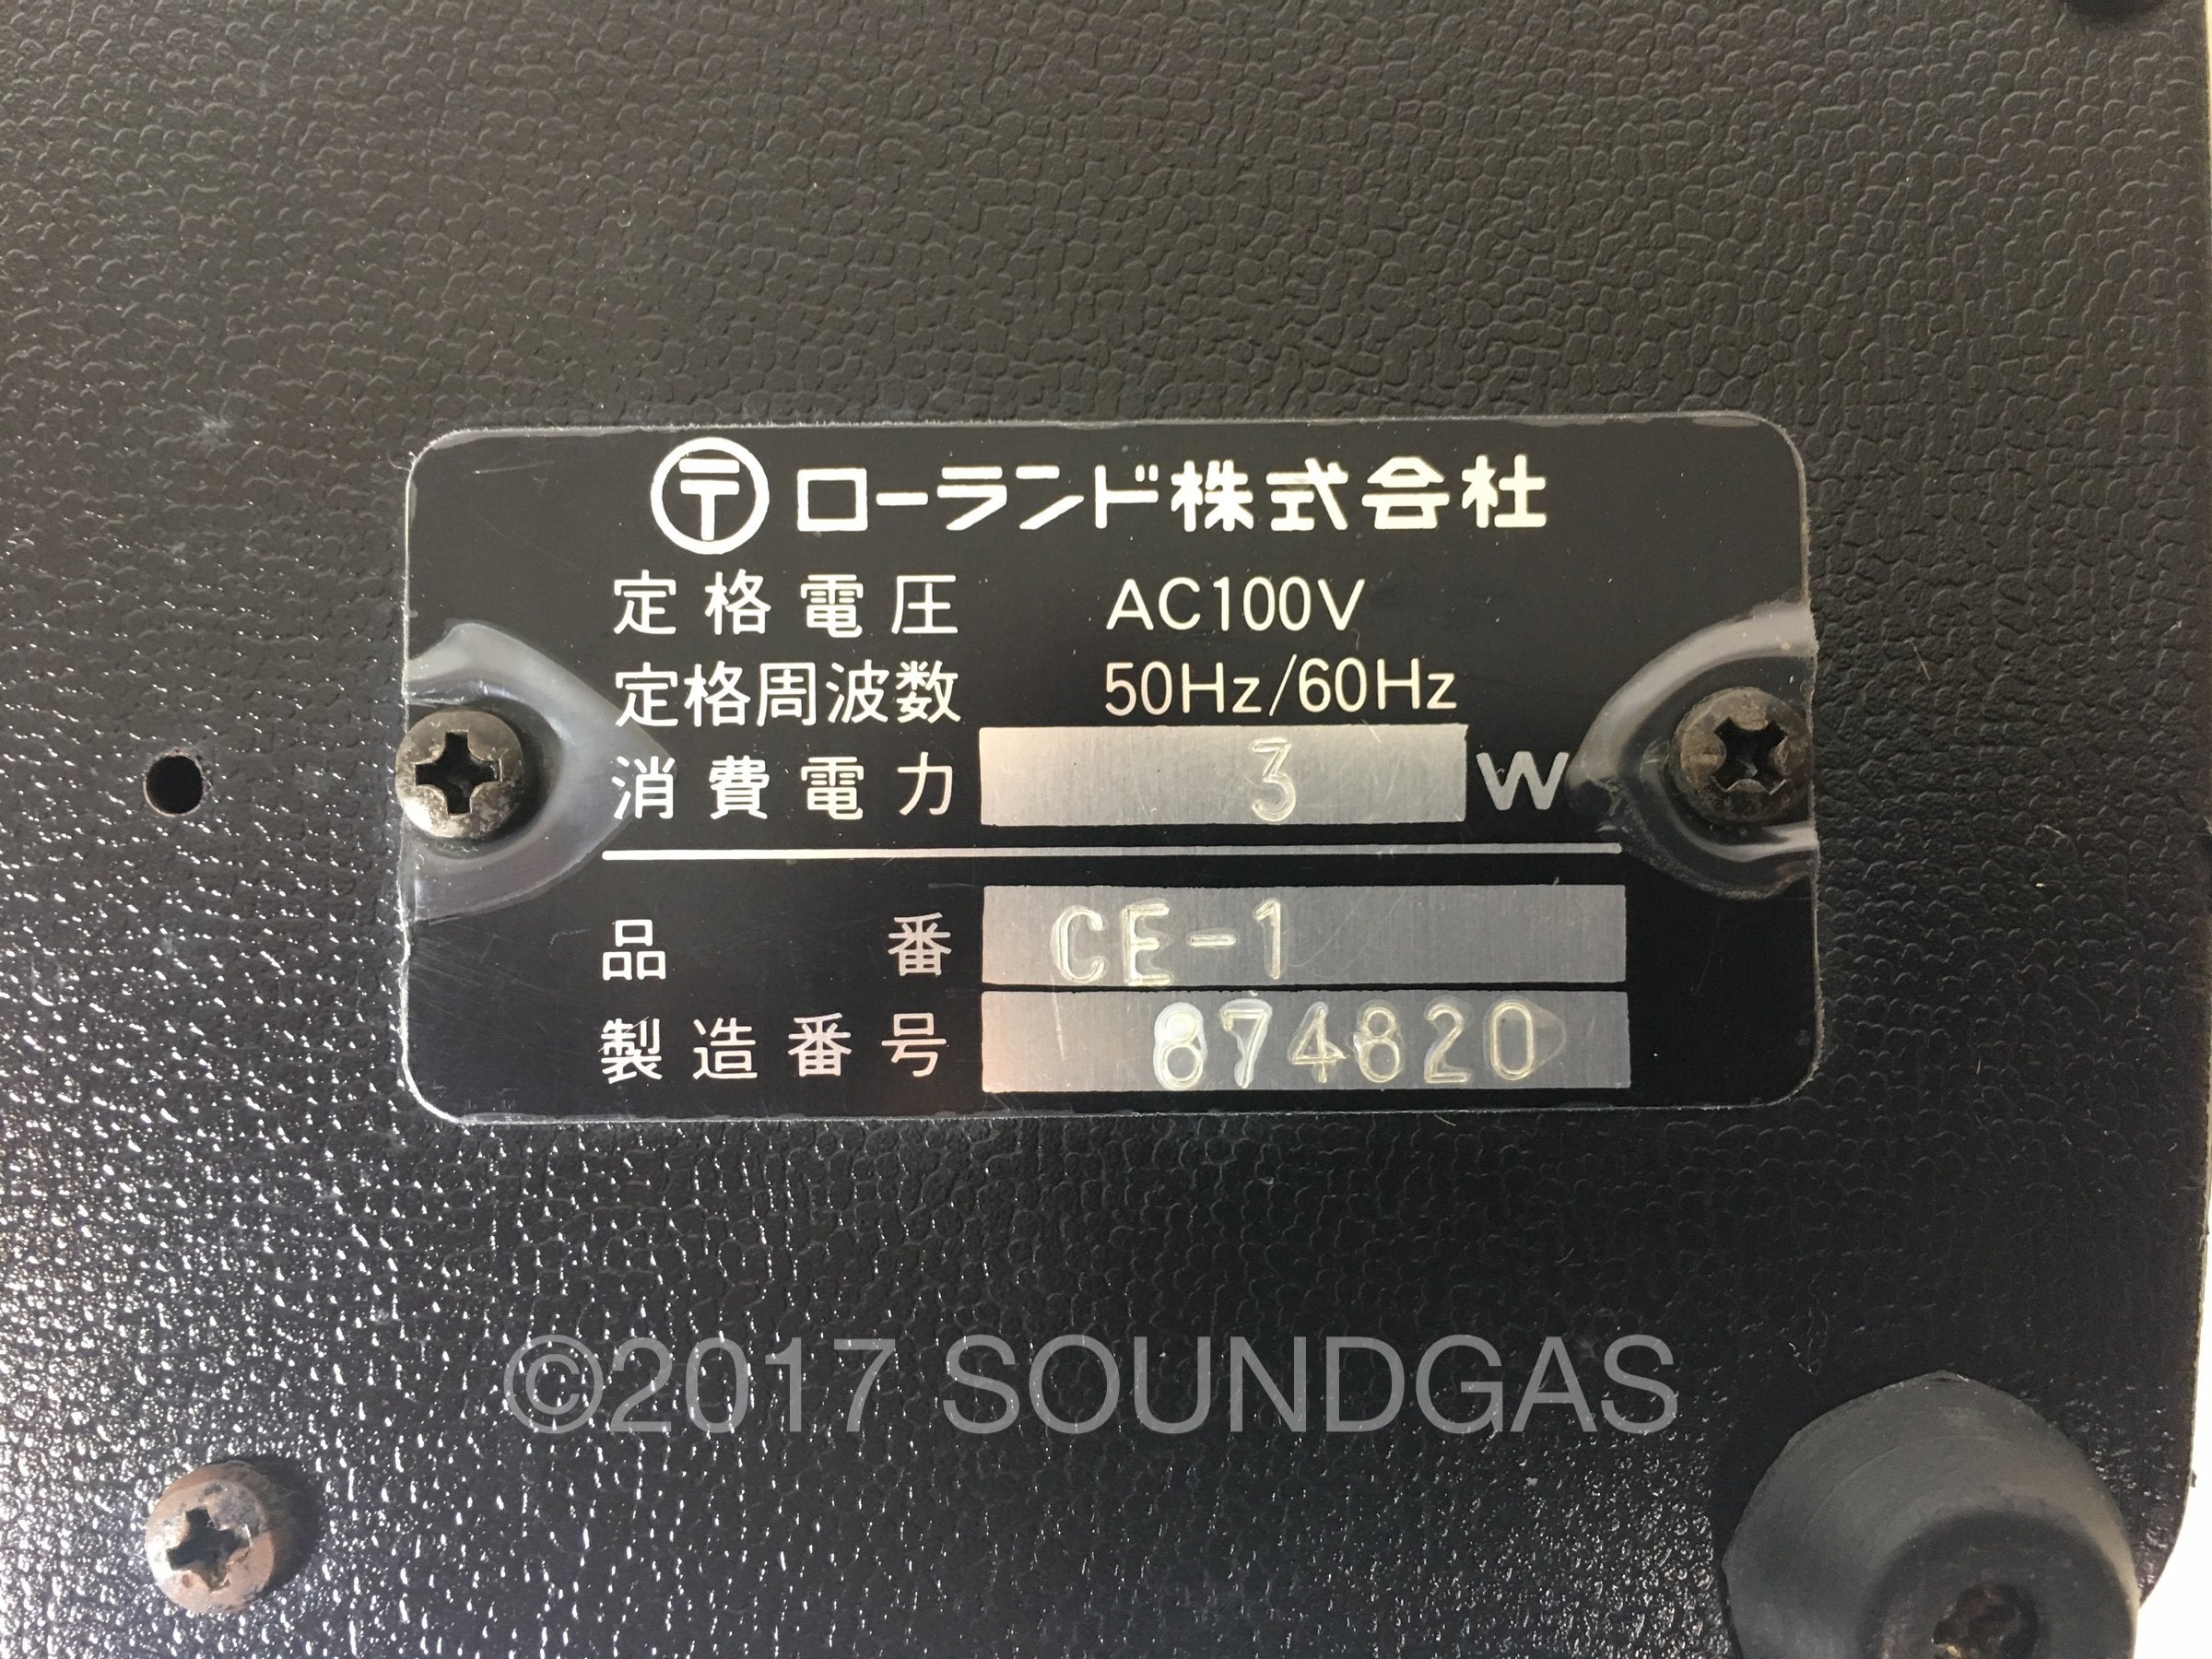 〶 ローランド株式会社
定格電圧 AC100V
定格周波数 50Hz/60Hz
消費電力 3 W
品番 CE-1
製造番号 874820
©2017 SOUNDGAS